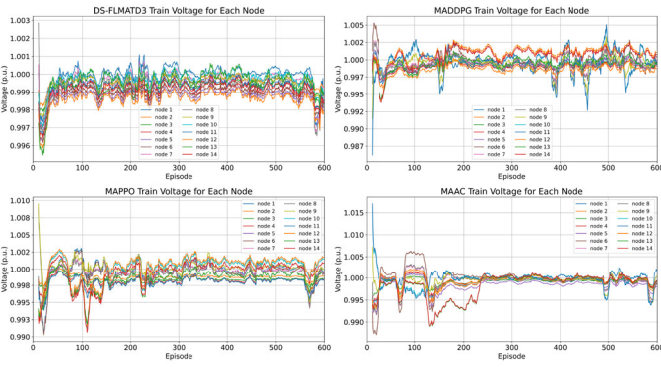 DS-FLMATD3 Train Voltage for Each Node
Voltage (p.u.)
1.003
1.002
1.001
1.000
0.999
0.998
0.997
0.996
node 1 node 8
node 2 node 9
node 3 node 10
node 4 node 11
node 5 node 12
node 6 node 13
node 7 node 14
0 100 200 300 400 500 600
Episode
MADDPG Train Voltage for Each Node
Voltage (p.u.)
1.005
1.002
1.000
0.997
0.995
0.992
0.990
0.987
node 1 node 8
node 2 node 9
node 3 node 10
node 4 node 11
node 5 node 12
node 6 node 13
node 7 node 14
0 100 200 300 400 500 600
Episode
MAPPO Train Voltage for Each Node
Voltage (p.u.)
1.010
1.008
1.005
1.002
1.000
0.998
0.995
0.993
0.990
node 1 node 8
node 2 node 9
node 3 node 10
node 4 node 11
node 5 node 12
node 6 node 13
node 7 node 14
0 100 200 300 400 500 600
Episode
MAAC Train Voltage for Each Node
Voltage (p.u.)
1.015
1.010
1.005
1.000
0.995
0.990
node 1 node 8
node 2 node 9
node 3 node 10
node 4 node 11
node 5 node 12
node 6 node 13
node 7 node 14
0 100 200 300 400 500 600
Episode